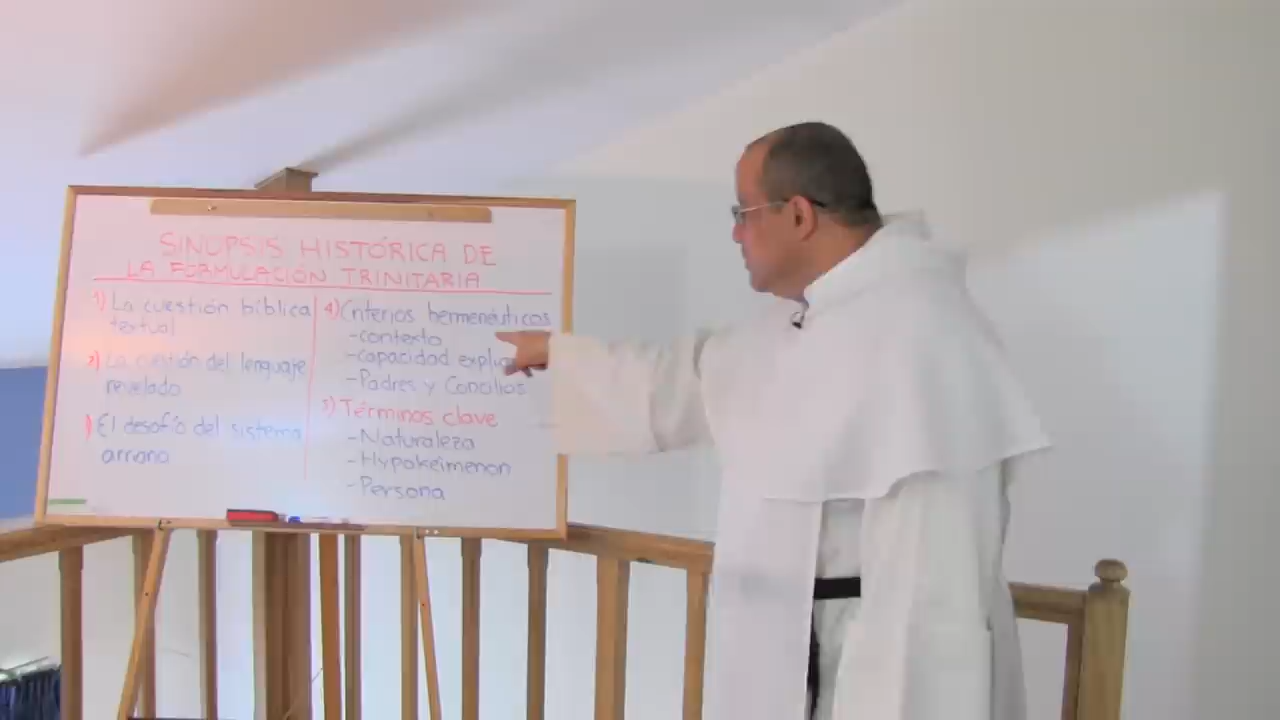 SINOPSIS HISTÓRICA DE
LA FORMULACIÓN TRINITARIA
1) La cuestión bíblica
textual
2) La cuestión del lenguaje
revelado
3) El desafío del sistema
arriano
4) Criterios hermenéuticos
-contexto
-capacidad
-Padres y Concilios
5) Términos clave
-Naturaleza
-Hypokeimenon
-Persona